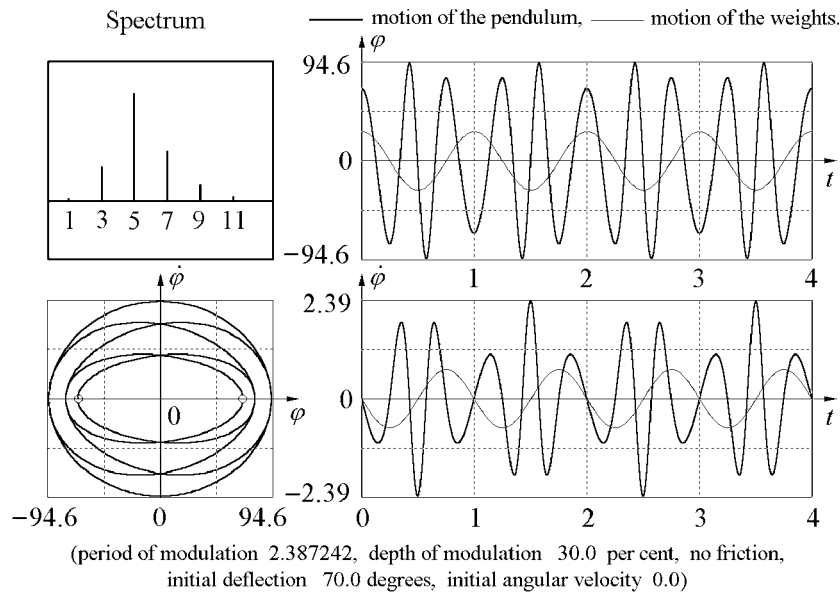 Spectrum
motion of the pendulum, motion of the weights.
φ
94.6
0
−94.6
t
1 3 5 7 9 11
1 2 3 4
φ̇
φ̇
2.39
0
−2.39
0
φ
t
−94.6 0 94.6
0 1 2 3 4
(period of modulation 2.387242, depth of modulation 30.0 per cent, no friction,
initial deflection 70.0 degrees, initial angular velocity 0.0)